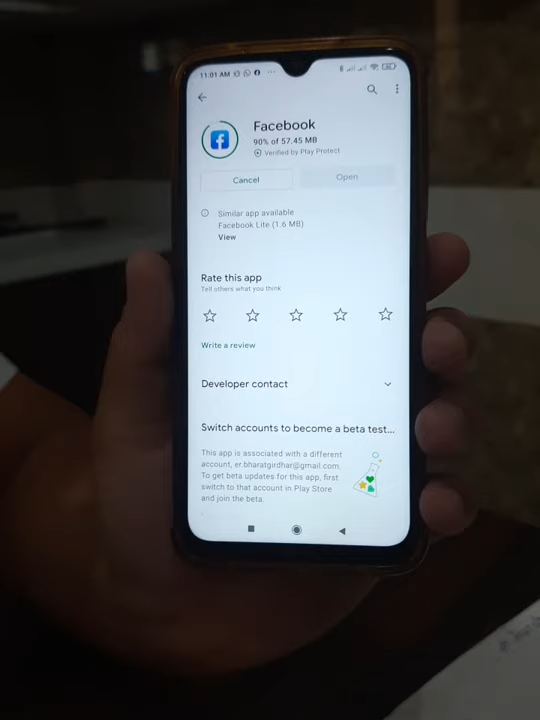 11:01 AM
Facebook
90% of 57.45 MB
Verified by Play Protect
Cancel
Open
Similar app available
Facebook Lite (1.6 MB)
View
Rate this app
Tell others what you think
Write a review
Developer contact
Switch accounts to become a beta test...
This app is associated with a different
account, er.bharatgirdhar@gmail.com.
To get beta updates for this app, first
switch to that account in Play Store
and join the beta.